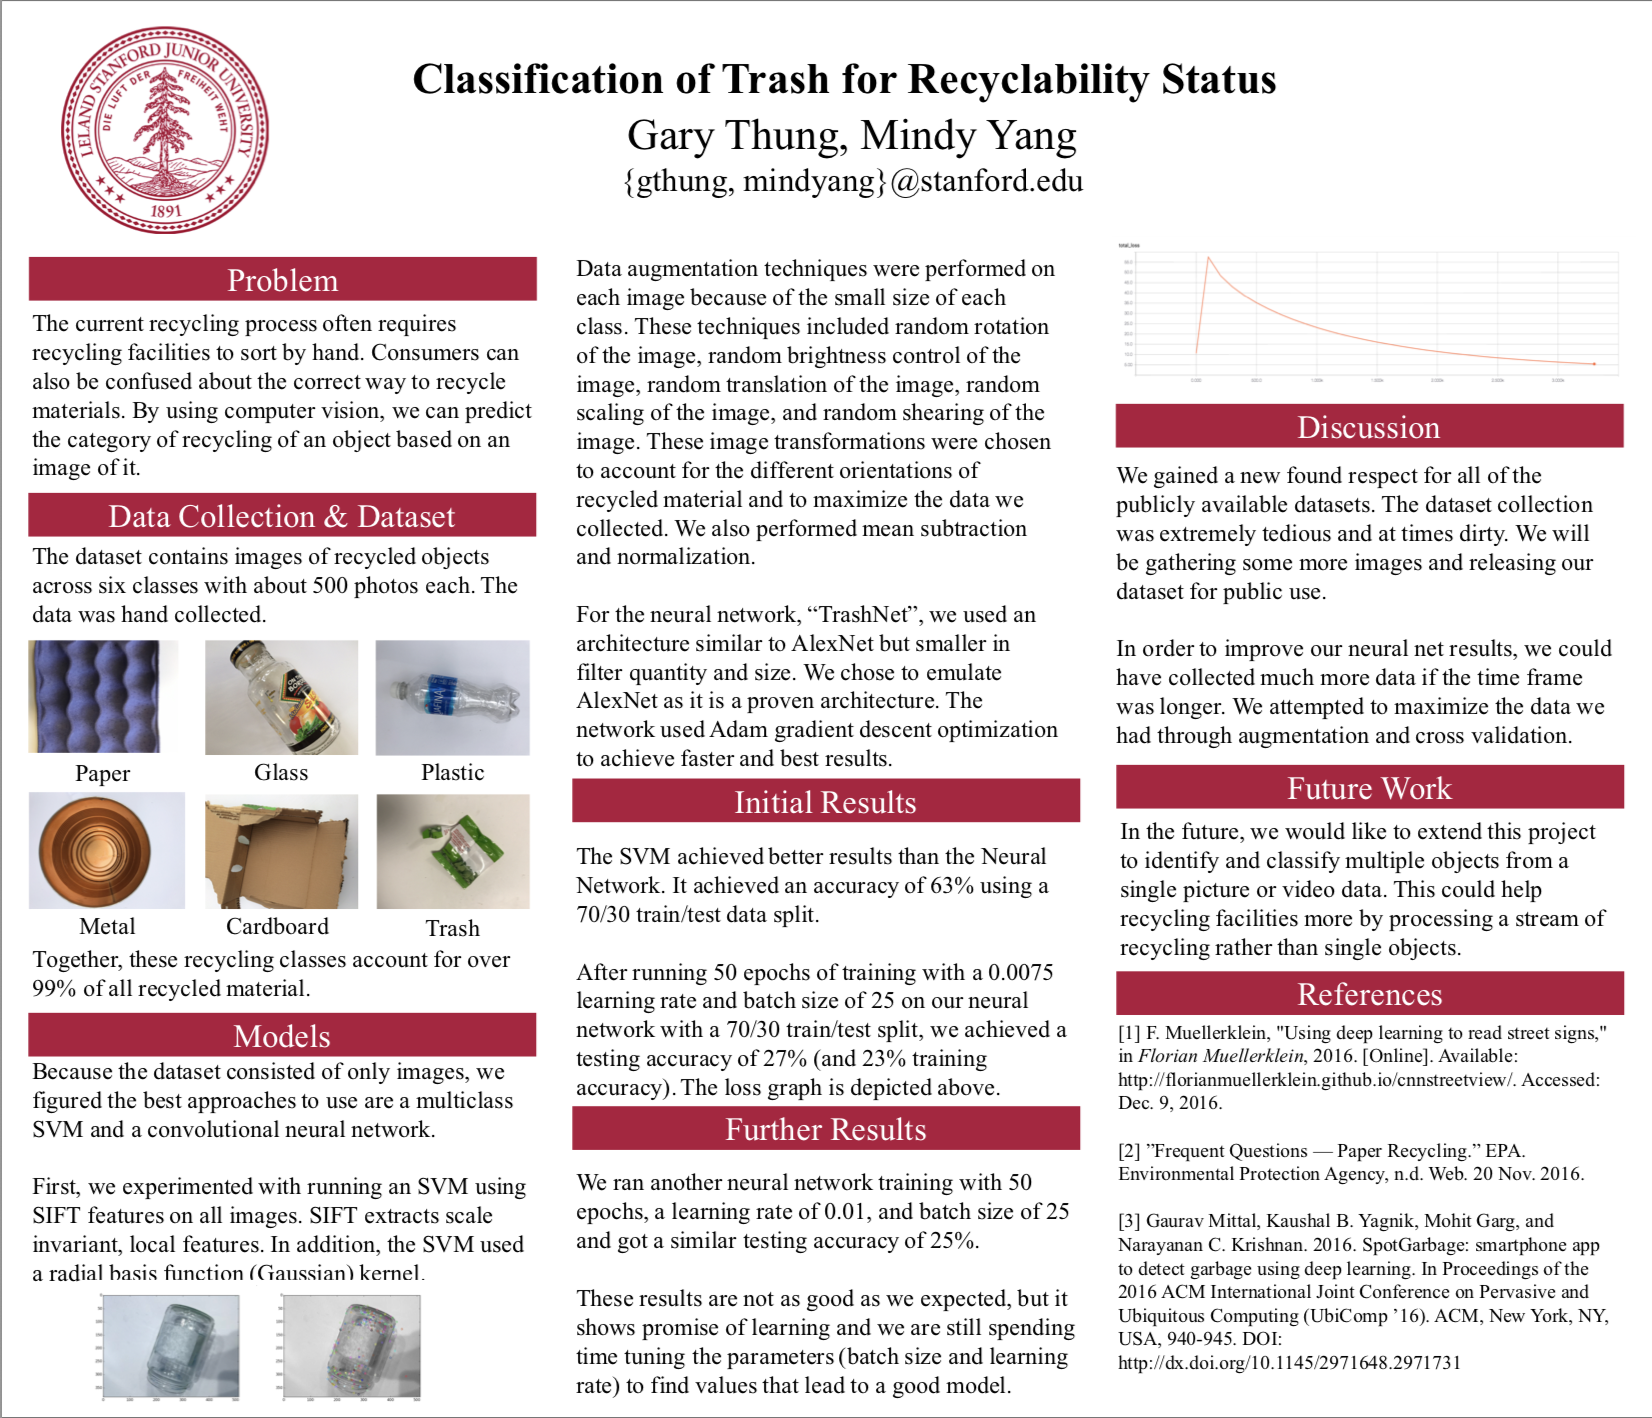 LELAND STANFORD JUNIOR UNIVERSITY
DIE LUFT DER FREIHEIT WEHT
1891
Classification of Trash for Recyclability Status
Gary Thung, Mindy Yang
{gthung, mindyang}@stanford.edu
Problem
The current recycling process often requires
recycling facilities to sort by hand. Consumers can
also be confused about the correct way to recycle
materials. By using computer vision, we can predict
the category of recycling of an object based on an
image of it.
Data Collection & Dataset
The dataset contains images of recycled objects
across six classes with about 500 photos each. The
data was hand collected.
Paper
Glass
Plastic
Metal
Cardboard
Trash
Together, these recycling classes account for over
99% of all recycled material.
Models
Because the dataset consisted of only images, we
figured the best approaches to use are a multiclass
SVM and a convolutional neural network.
First, we experimented with running an SVM using
SIFT features on all images. SIFT extracts scale
invariant, local features. In addition, the SVM used
a radial basis function (Gaussian) kernel.
Data augmentation techniques were performed on
each image because of the small size of each
class. These techniques included random rotation
of the image, random brightness control of the
image, random translation of the image, random
scaling of the image, and random shearing of the
image. These image transformations were chosen
to account for the different orientations of
recycled material and to maximize the data we
collected. We also performed mean subtraction
and normalization.
For the neural network, “TrashNet”, we used an
architecture similar to AlexNet but smaller in
filter quantity and size. We chose to emulate
AlexNet as it is a proven architecture. The
network used Adam gradient descent optimization
to achieve faster and best results.
Initial Results
The SVM achieved better results than the Neural
Network. It achieved an accuracy of 63% using a
70/30 train/test data split.
After running 50 epochs of training with a 0.0075
learning rate and batch size of 25 on our neural
network with a 70/30 train/test split, we achieved a
testing accuracy of 27% (and 23% training
accuracy). The loss graph is depicted above.
Further Results
We ran another neural network training with 50
epochs, a learning rate of 0.01, and batch size of 25
and got a similar testing accuracy of 25%.
These results are not as good as we expected, but it
shows promise of learning and we are still spending
time tuning the parameters (batch size and learning
rate) to find values that lead to a good model.
total_loss
Discussion
We gained a new found respect for all of the
publicly available datasets. The dataset collection
was extremely tedious and at times dirty. We will
be gathering some more images and releasing our
dataset for public use.
In order to improve our neural net results, we could
have collected much more data if the time frame
was longer. We attempted to maximize the data we
had through augmentation and cross validation.
Future Work
In the future, we would like to extend this project
to identify and classify multiple objects from a
single picture or video data. This could help
recycling facilities more by processing a stream of
recycling rather than single objects.
References
[1] F. Muellerklein, "Using deep learning to read street signs,"
in Florian Muellerklein, 2016. [Online]. Available:
http://florianmuellerklein.github.io/cnnstreetview/. Accessed:
Dec. 9, 2016.
[2] ”Frequent Questions — Paper Recycling.” EPA.
Environmental Protection Agency, n.d. Web. 20 Nov. 2016.
[3] Gaurav Mittal, Kaushal B. Yagnik, Mohit Garg, and
Narayanan C. Krishnan. 2016. SpotGarbage: smartphone app
to detect garbage using deep learning. In Proceedings of the
2016 ACM International Joint Conference on Pervasive and
Ubiquitous Computing (UbiComp ’16). ACM, New York, NY,
USA, 940-945. DOI:
http://dx.doi.org/10.1145/2971648.2971731